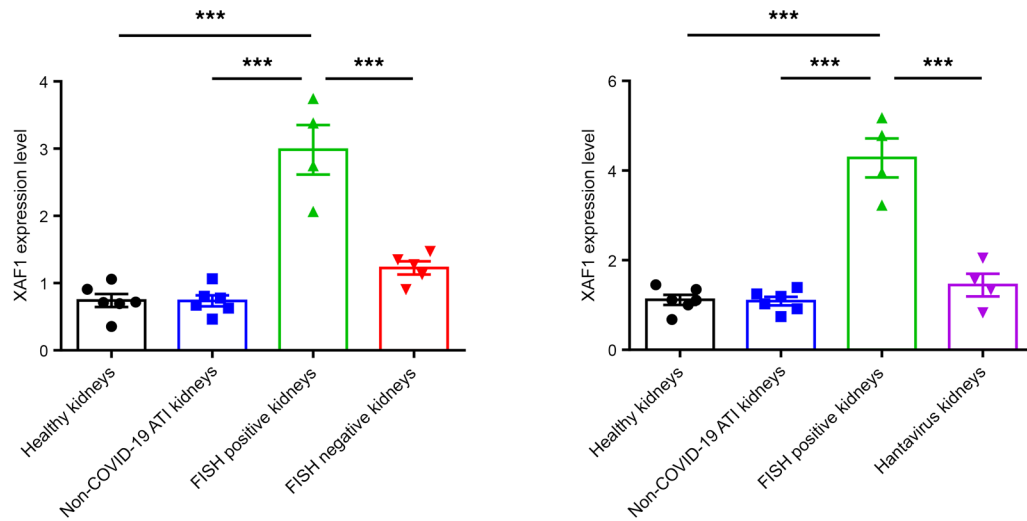 ***
***
***
4
3
2
1
0
XAF1 expression level
Healthy kidneys
Non-COVID-19 ATI kidneys
FISH positive kidneys
FISH negative kidneys
***
***
***
6
4
2
0
XAF1 expression level
Healthy kidneys
Non-COVID-19 ATI kidneys
FISH positive kidneys
Hantavirus kidneys